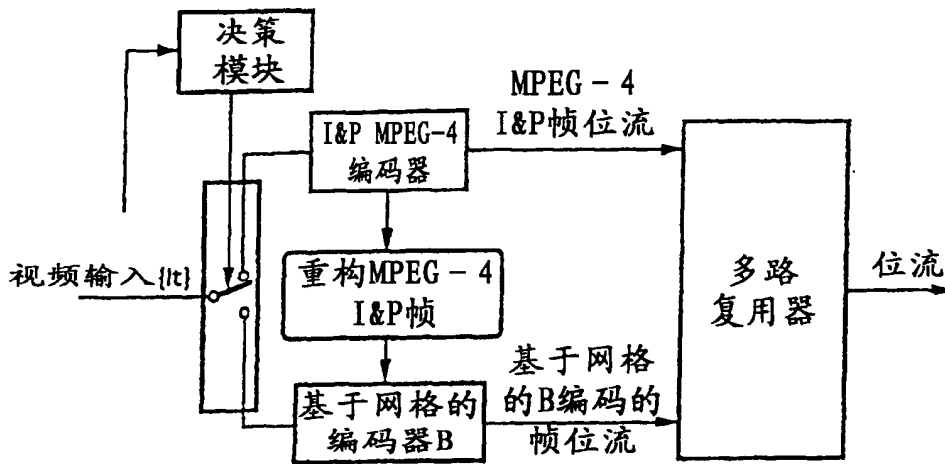 决策
模块
MPEG-4
I&P帧位流
I&P MPEG-4
编码器
视频输入{It}
重构MPEG-4
I&P帧
多路
复用器
位流
基于网格的
编码器B
基于网格
的B编码的
帧位流